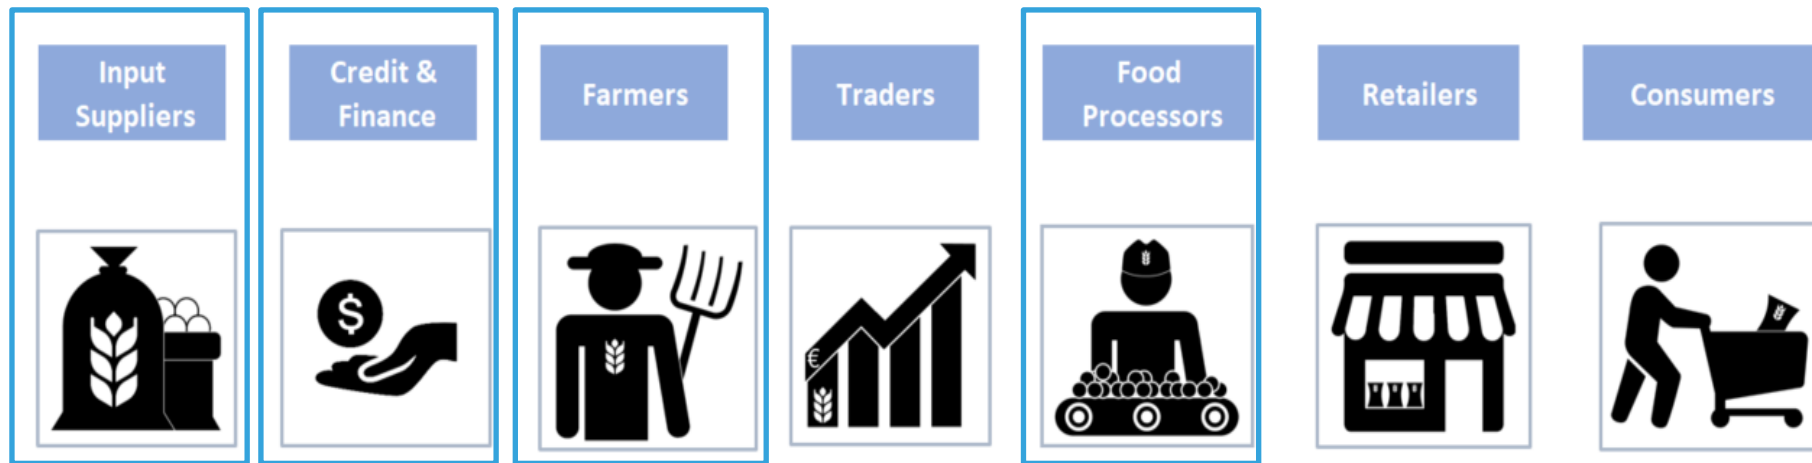 Input
Suppliers
Credit &
Finance
Farmers
Traders
Food
Processors
Retailers
Consumers
$
€